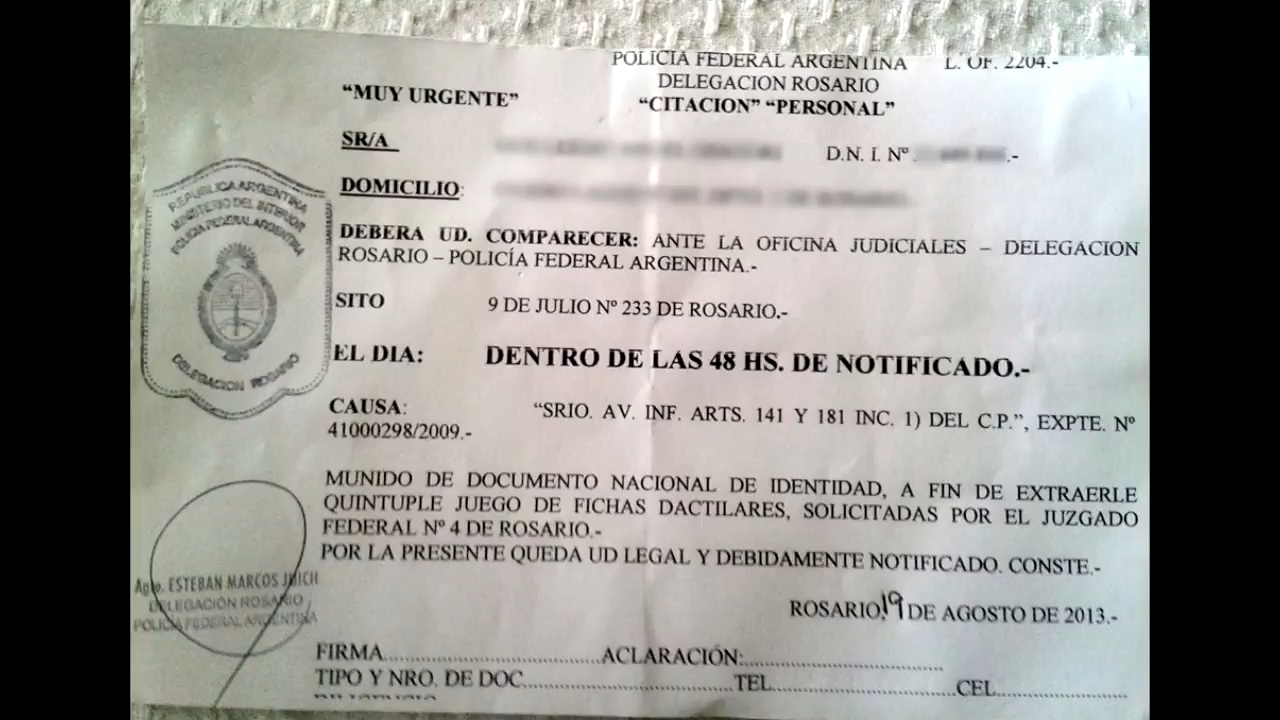 POLICIA FEDERAL ARGENTINA L. OF. 2204.-
DELEGACION ROSARIO
“MUY URGENTE” “CITACION” “PERSONAL”
SR/A D.N. I. Nº .-
DOMICILIO:
REPUBLICA ARGENTINA
MINISTERIO DEL INTERIOR
POLICIA FEDERAL ARGENTINA
DELEGACION ROSARIO
DEBERA UD. COMPARECER: ANTE LA OFICINA JUDICIALES – DELEGACION
ROSARIO – POLICÍA FEDERAL ARGENTINA.-
SITO 9 DE JULIO Nº 233 DE ROSARIO.-
EL DIA: DENTRO DE LAS 48 HS. DE NOTIFICADO.-
CAUSA: “SRIO. AV. INF. ARTS. 141 Y 181 INC. 1) DEL C.P.”, EXPTE. Nº
41000298/2009.-
MUNIDO DE DOCUMENTO NACIONAL DE IDENTIDAD, A FIN DE EXTRAERLE
QUINTUPLE JUEGO DE FICHAS DACTILARES, SOLICITADAS POR EL JUZGADO
FEDERAL Nº 4 DE ROSARIO.-
POR LA PRESENTE QUEDA UD LEGAL Y DEBIDAMENTE NOTIFICADO. CONSTE.-
ESTEBAN MARCOS
DELEGACIÓN ROSARIO
POLICÍA FEDERAL ARGENTINA
ROSARIO, 19 DE AGOSTO DE 2013.-
FIRMA..............................ACLARACIÓN:............................
TIPO Y NRO. DE DOC..............................TEL..........................CEL..................